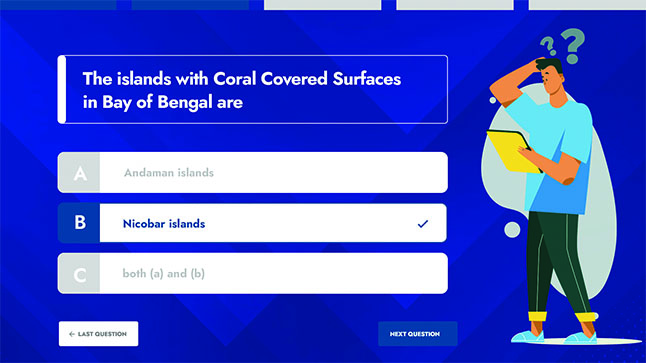 The islands with Coral Covered Surfaces
in Bay of Bengal are
A Andaman islands
B Nicobar islands
C both (a) and (b)
← LAST QUESTION NEXT QUESTION